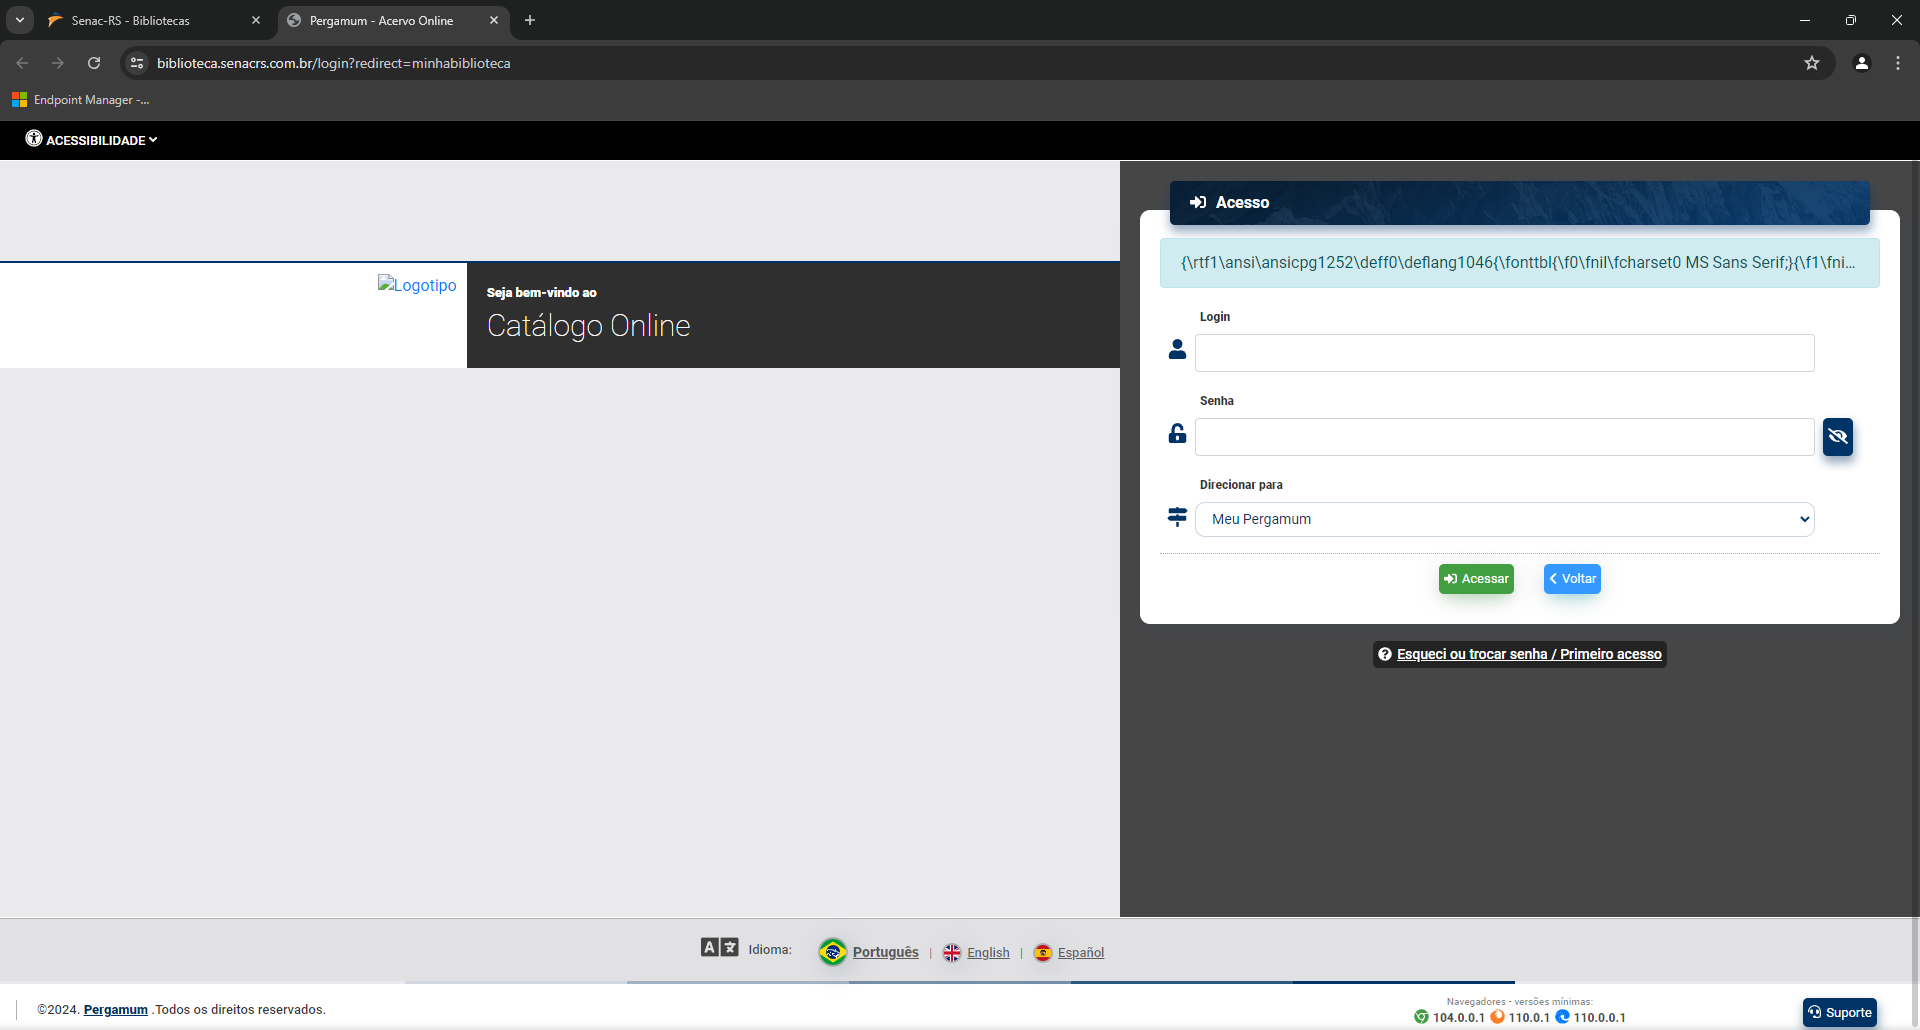 Senac-RS - Bibliotecas
Pergamum - Acervo Online
biblioteca.senacrs.com.br/login?redirect=minhabiblioteca
Endpoint Manager -...
ACESSIBILIDADE
Acesso
{\rtf1\ansi\ansicpg1252\deff0\deflang1046{\fonttbl{\f0\fnil\fcharset0 MS Sans Serif;}{\f1\fni...
Logotipo
Seja bem-vindo ao
Catálogo Online
Login
Senha
Direcionar para
Meu Pergamum
Acessar
Voltar
Esqueci ou trocar senha / Primeiro acesso
Idioma:
Português | English | Español
©2024. Pergamum .Todos os direitos reservados.
Navegadores - versões mínimas:
104.0.0.1 110.0.1 110.0.0.1
Suporte